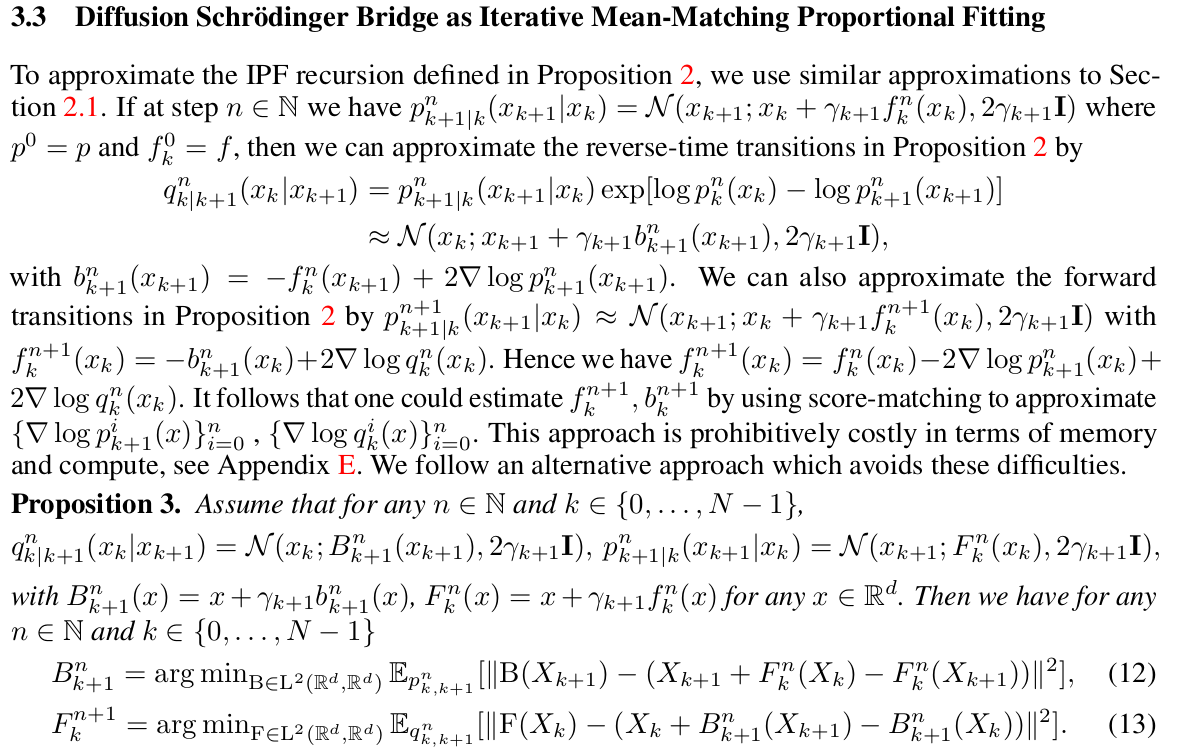 3.3 Diffusion Schrödinger Bridge as Iterative Mean-Matching Proportional Fitting
To approximate the IPF recursion defined in Proposition 2, we use similar approximations to Sec-
tion 2.1. If at step $n \in \mathbb{N}$ we have $p^n_{k+1|k}(x_{k+1}|x_k) = \mathcal{N}(x_{k+1}; x_k + \gamma_{k+1} f^n_k(x_k), 2\gamma_{k+1}\mathbf{I})$ where
$p^0 = p$ and $f^0_k = f$, then we can approximate the reverse-time transitions in Proposition 2 by
$q^n_{k|k+1}(x_k|x_{k+1}) = p^n_{k+1|k}(x_{k+1}|x_k) \exp[\log p^n_k(x_k) - \log p^n_{k+1}(x_{k+1})]$
$\approx \mathcal{N}(x_k; x_{k+1} + \gamma_{k+1} b^n_{k+1}(x_{k+1}), 2\gamma_{k+1}\mathbf{I}),$
with $b^n_{k+1}(x_{k+1}) = -f^n_k(x_{k+1}) + 2\nabla \log p^n_{k+1}(x_{k+1})$. We can also approximate the forward
transitions in Proposition 2 by $p^{n+1}_{k+1|k}(x_{k+1}|x_k) \approx \mathcal{N}(x_{k+1}; x_k + \gamma_{k+1} f^{n+1}_k(x_k), 2\gamma_{k+1}\mathbf{I})$ with
$f^{n+1}_k(x_k) = -b^n_{k+1}(x_k) + 2\nabla \log q^n_k(x_k)$. Hence we have $f^{n+1}_k(x_k) = f^n_k(x_k) - 2\nabla \log p^n_{k+1}(x_k) +$
$2\nabla \log q^n_k(x_k)$. It follows that one could estimate $f^{n+1}_k, b^{n+1}_k$ by using score-matching to approximate
$\{\nabla \log p^i_{k+1}(x)\}^n_{i=0}$ , $\{\nabla \log q^i_k(x)\}^n_{i=0}$. This approach is prohibitively costly in terms of memory
and compute, see Appendix E. We follow an alternative approach which avoids these difficulties.
Proposition 3. Assume that for any $n \in \mathbb{N}$ and $k \in \{0, \ldots, N-1\}$,
$q^n_{k|k+1}(x_k|x_{k+1}) = \mathcal{N}(x_k; B^n_{k+1}(x_{k+1}), 2\gamma_{k+1}\mathbf{I}), \; p^n_{k+1|k}(x_{k+1}|x_k) = \mathcal{N}(x_{k+1}; F^n_k(x_k), 2\gamma_{k+1}\mathbf{I}),$
with $B^n_{k+1}(x) = x + \gamma_{k+1} b^n_{k+1}(x)$, $F^n_k(x) = x + \gamma_{k+1} f^n_k(x)$ for any $x \in \mathbb{R}^d$. Then we have for any
$n \in \mathbb{N}$ and $k \in \{0, \ldots, N-1\}$
$B^n_{k+1} = \arg\min_{\mathrm{B} \in \mathrm{L}^2(\mathbb{R}^d, \mathbb{R}^d)} \mathbb{E}_{p^n_{k,k+1}}[\|\mathrm{B}(X_{k+1}) - (X_{k+1} + F^n_k(X_k) - F^n_k(X_{k+1}))\|^2],$ (12)
$F^{n+1}_k = \arg\min_{\mathrm{F} \in \mathrm{L}^2(\mathbb{R}^d, \mathbb{R}^d)} \mathbb{E}_{q^n_{k,k+1}}[\|\mathrm{F}(X_k) - (X_k + B^n_{k+1}(X_{k+1}) - B^n_{k+1}(X_k))\|^2].$ (13)